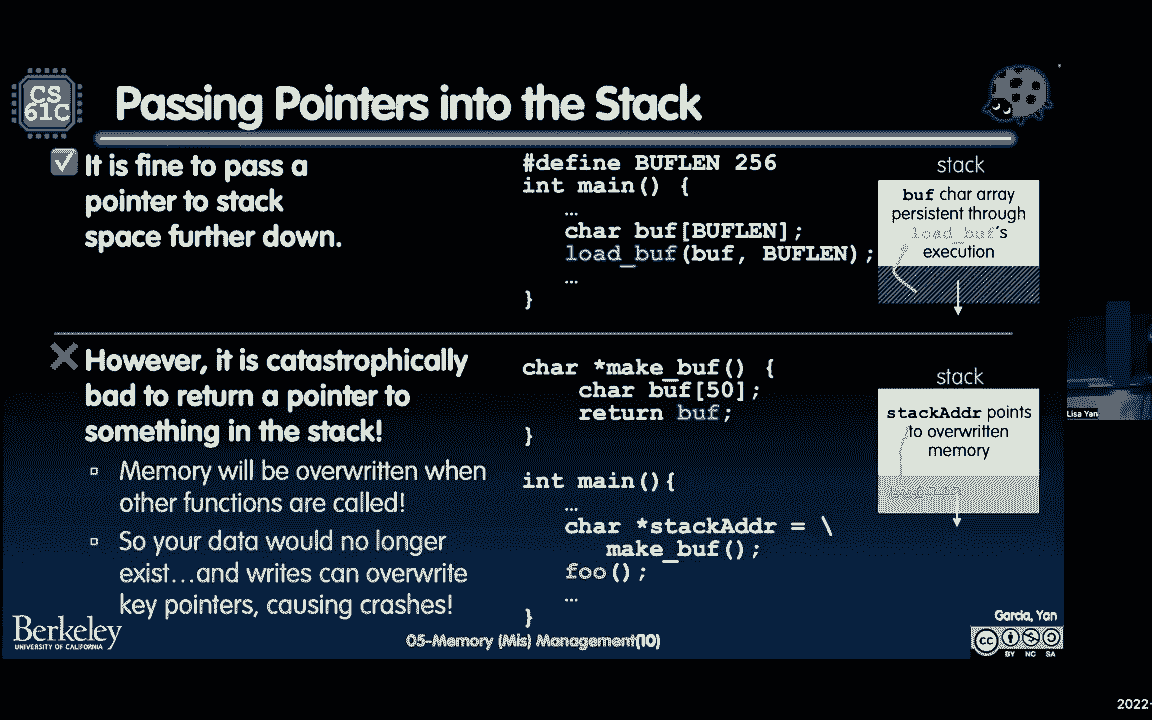 CS
61C
Passing Pointers into the Stack
It is fine to pass a
pointer to stack
space further down.
#define BUFLEN 256
int main() {
…
char buf[BUFLEN];
load_buf(buf, BUFLEN);
…
}
stack
buf char array
persistent through
load_buf's
execution
However, it is catastrophically
bad to return a pointer to
something in the stack!
Memory will be overwritten when
other functions are called!
So your data would no longer
exist…and writes can overwrite
key pointers, causing crashes!
char *make_buf() {
char buf[50];
return buf;
}
int main(){
…
char *stackAddr = \
make_buf();
foo();
…
}
stack
stackAddr points
to overwritten
memory
Lisa Yan
Berkeley
UNIVERSITY OF CALIFORNIA
05-Memory (Mis) Management(10)
Garcia, Yan
cc
BY NC SA
2022-